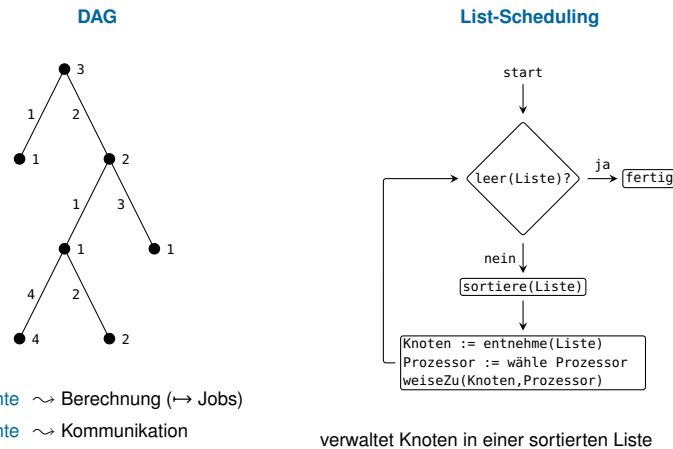 DAG
3
1 2
1 2
1 3
1 1
4 2
4 2
Berechnung (↦ Jobs)
Kommunikation
List-Scheduling
start
leer(Liste)?
ja
fertig
nein
sortiere(Liste)
Knoten := entnehme(Liste)
Prozessor := wähle Prozessor
weiseZu(Knoten,Prozessor)
verwaltet Knoten in einer sortierten Liste